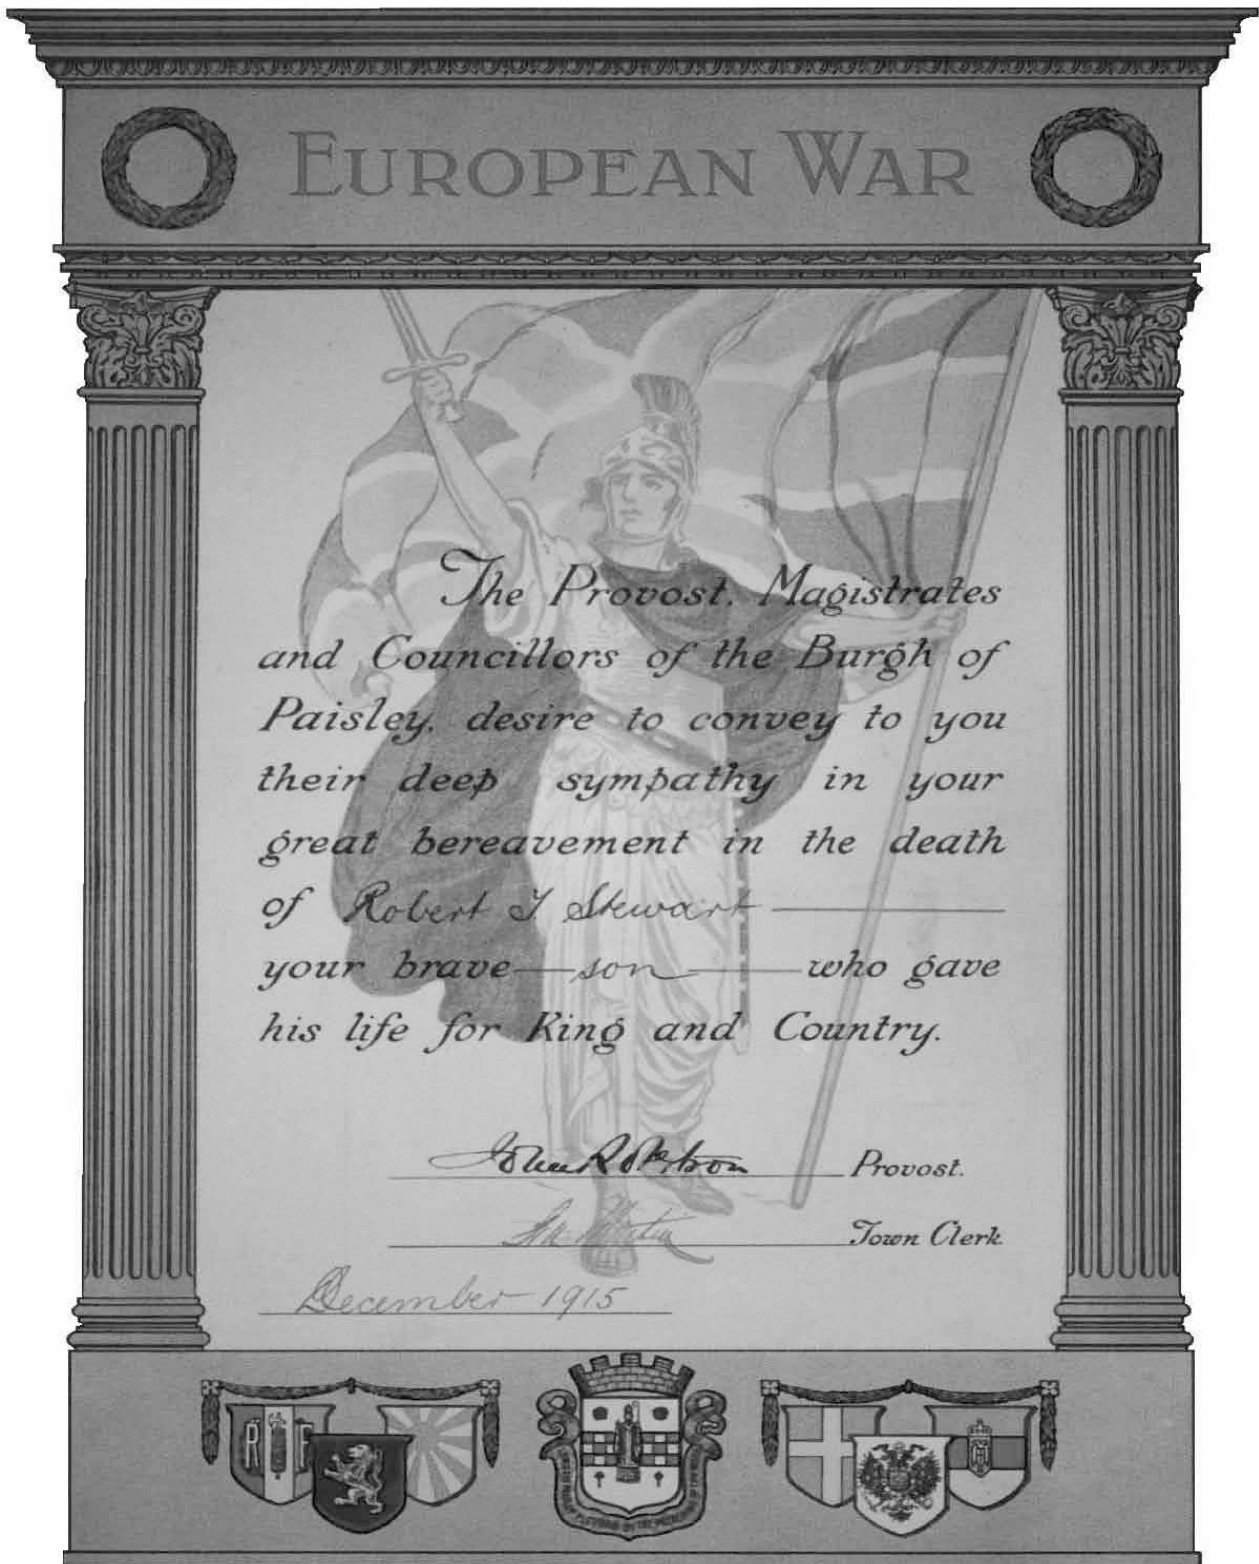 EUROPEAN WAR
The Provost, Magistrates
and Councillors of the Burgh of
Paisley, desire to convey to you
their deep sympathy in your
great bereavement in the death
of Robert J Stewart
your brave son who gave
his life for King and Country.
John Robertson Provost.
Town Clerk
December 1915
R F